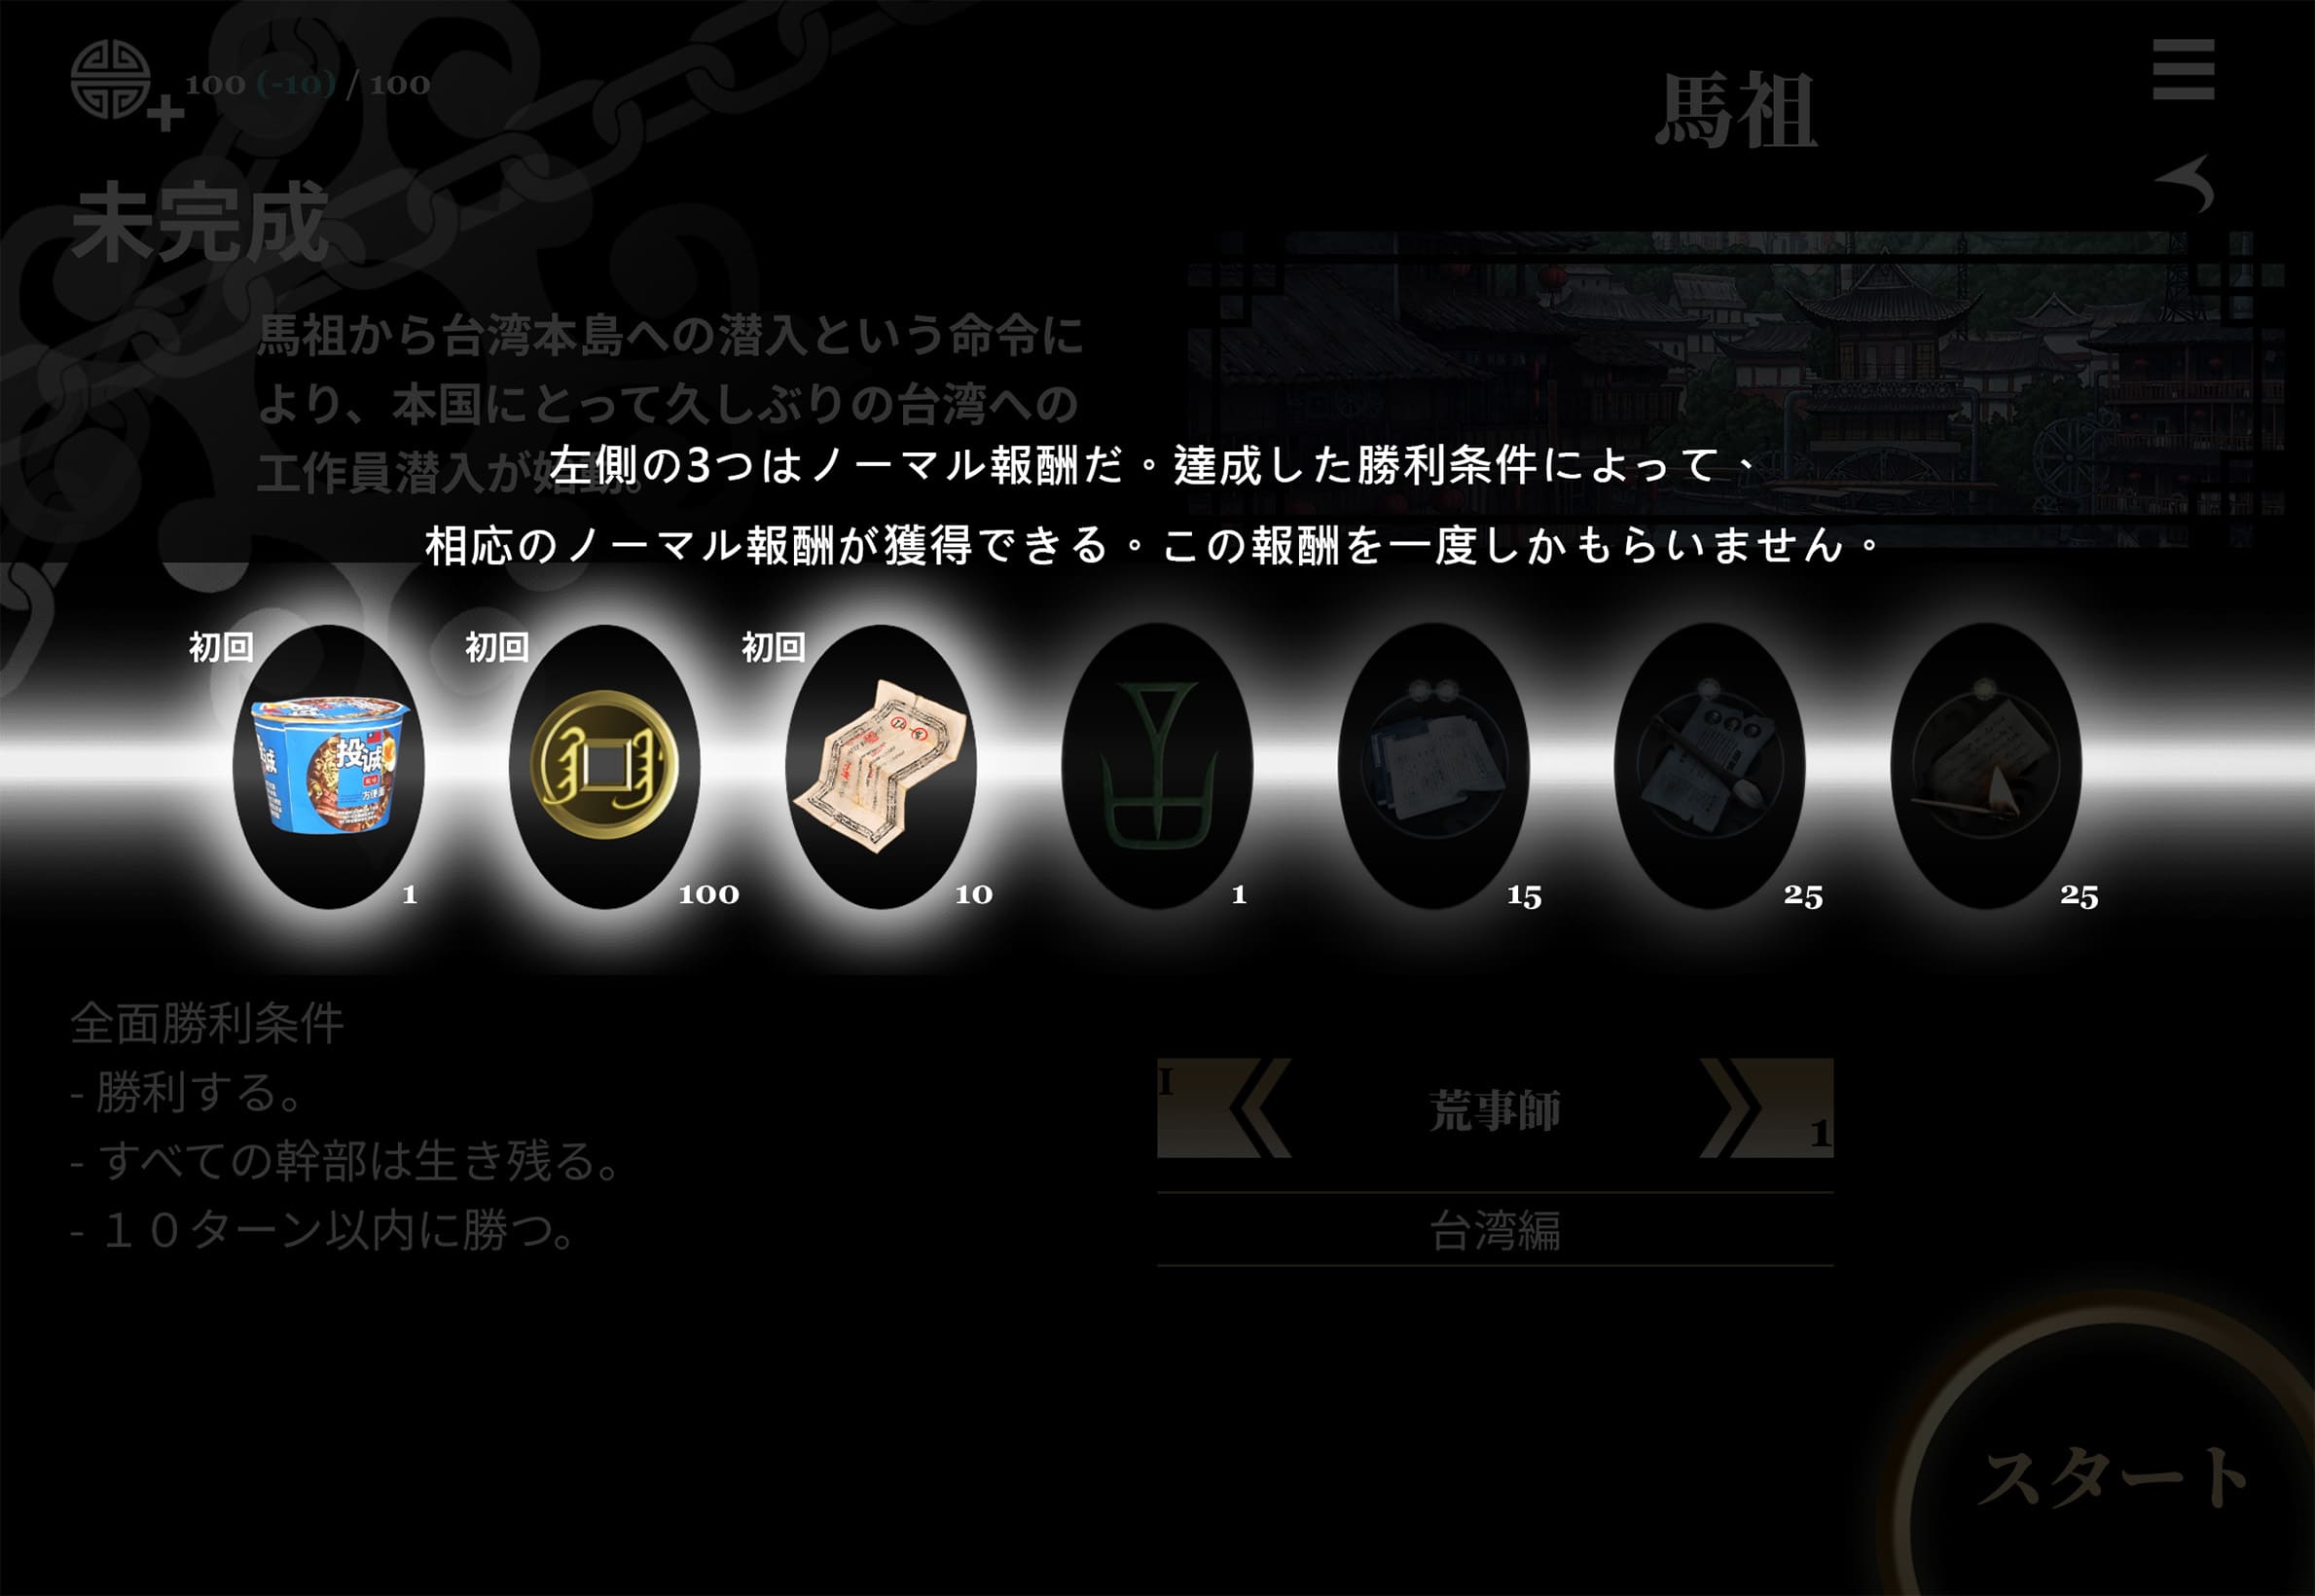 100 (-10) / 100
馬祖
未完成
馬祖から台湾本島への潜入という命令に
より、本国にとって久しぶりの台湾への
工作員潜入が始動。
左側の3つはノーマル報酬だ。達成した勝利条件によって、
相応のノーマル報酬が獲得できる。この報酬を一度しかもらいません。
初回
初回
初回
投诚
方便面
1
100
10
1
15
25
25
全面勝利条件
- 勝利する。
- すべての幹部は生き残る。
- １０ターン以内に勝つ。
I
荒事師
1
台湾編
スタート